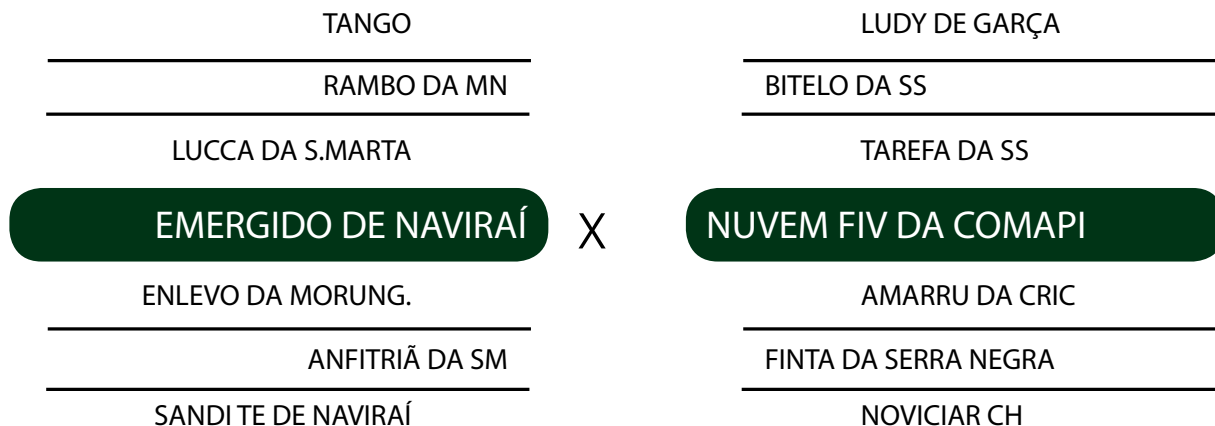 TANGO
RAMBO DA MN
LUCCA DA S.MARTA
EMERGIDO DE NAVIRAÍ
ENLEVO DA MORUNG.
ANFITRIÃ DA SM
SANDI TE DE NAVIRAÍ
X
LUDY DE GARÇA
BITELO DA SS
TAREFA DA SS
NUVEM FIV DA COMAPI
AMARRU DA CRIC
FINTA DA SERRA NEGRA
NOVICIAR CH